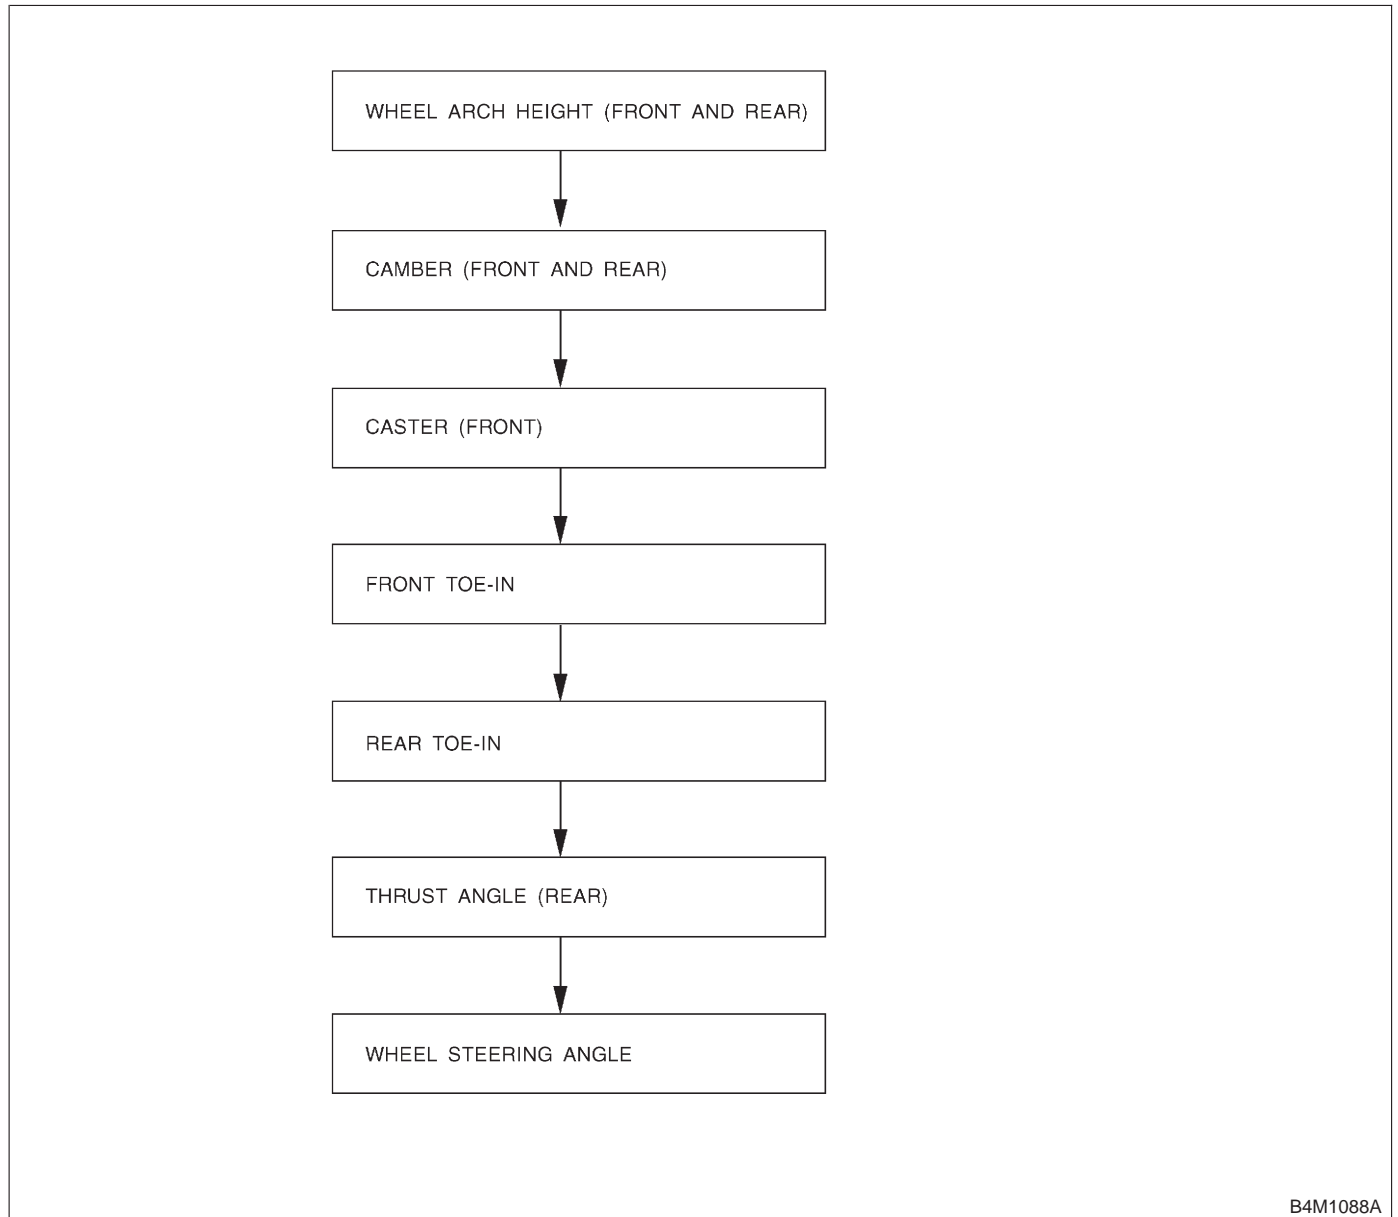 WHEEL ARCH HEIGHT (FRONT AND REAR)
CAMBER (FRONT AND REAR)
CASTER (FRONT)
FRONT TOE-IN
REAR TOE-IN
THRUST ANGLE (REAR)
WHEEL STEERING ANGLE
B4M1088A